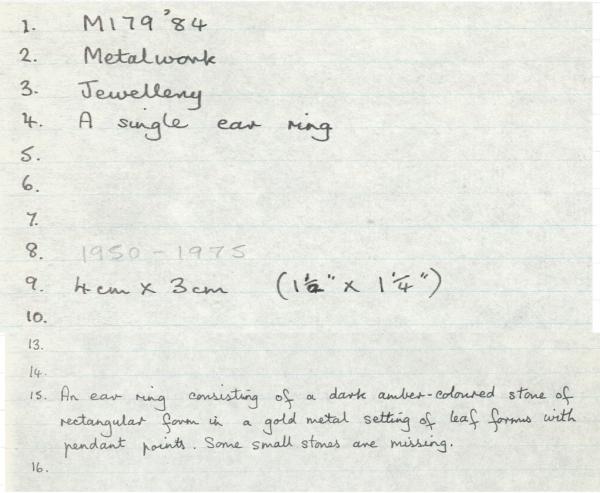 1. M179 '84
2. Metalwork
3. Jewellery
4. A single ear ring
5.
6.
7.
8. 1950 - 1975
9. 4cm x 3cm (1½" x 1¼")
10.
13.
14.
15. An ear ring consisting of a dark amber-coloured stone of
rectangular form in a gold metal setting of leaf forms with
pendant points. Some small stones are missing.
16.